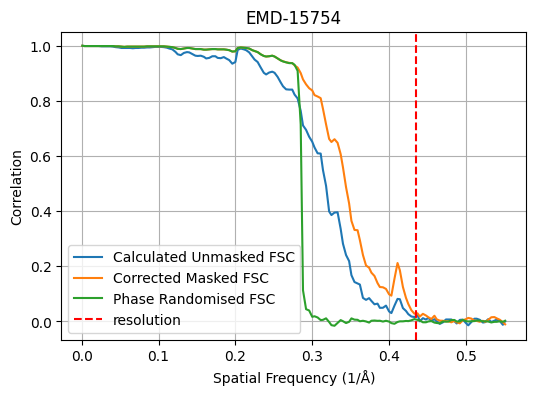 EMD-15754
1.0
0.8
0.6
0.4
0.2
0.0
Correlation
Calculated Unmasked FSC
Corrected Masked FSC
Phase Randomised FSC
resolution
0.0 0.1 0.2 0.3 0.4 0.5
Spatial Frequency (1/Å)